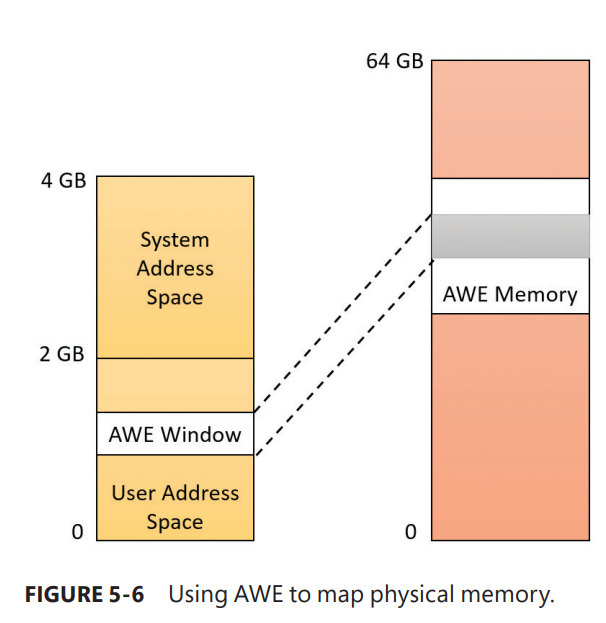 64 GB
4 GB
System
Address
Space
2 GB
AWE Window
User Address
Space
0
AWE Memory
0
FIGURE 5-6 Using AWE to map physical memory.